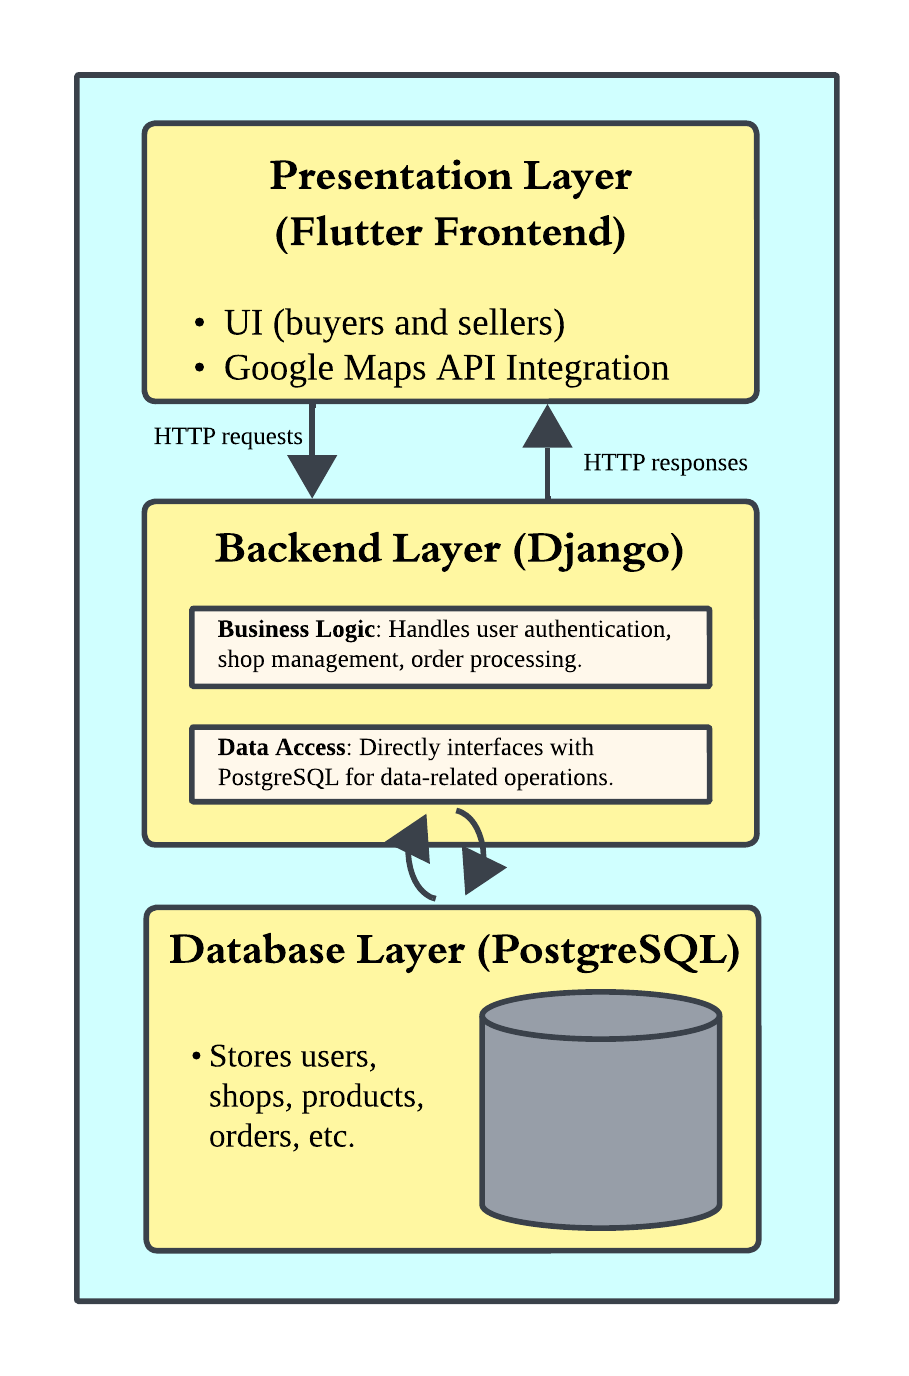 Presentation Layer
(Flutter Frontend)
• UI (buyers and sellers)
• Google Maps API Integration
HTTP requests
HTTP responses
Backend Layer (Django)
Business Logic: Handles user authentication,
shop management, order processing.
Data Access: Directly interfaces with
PostgreSQL for data-related operations.
Database Layer (PostgreSQL)
• Stores users,
shops, products,
orders, etc.